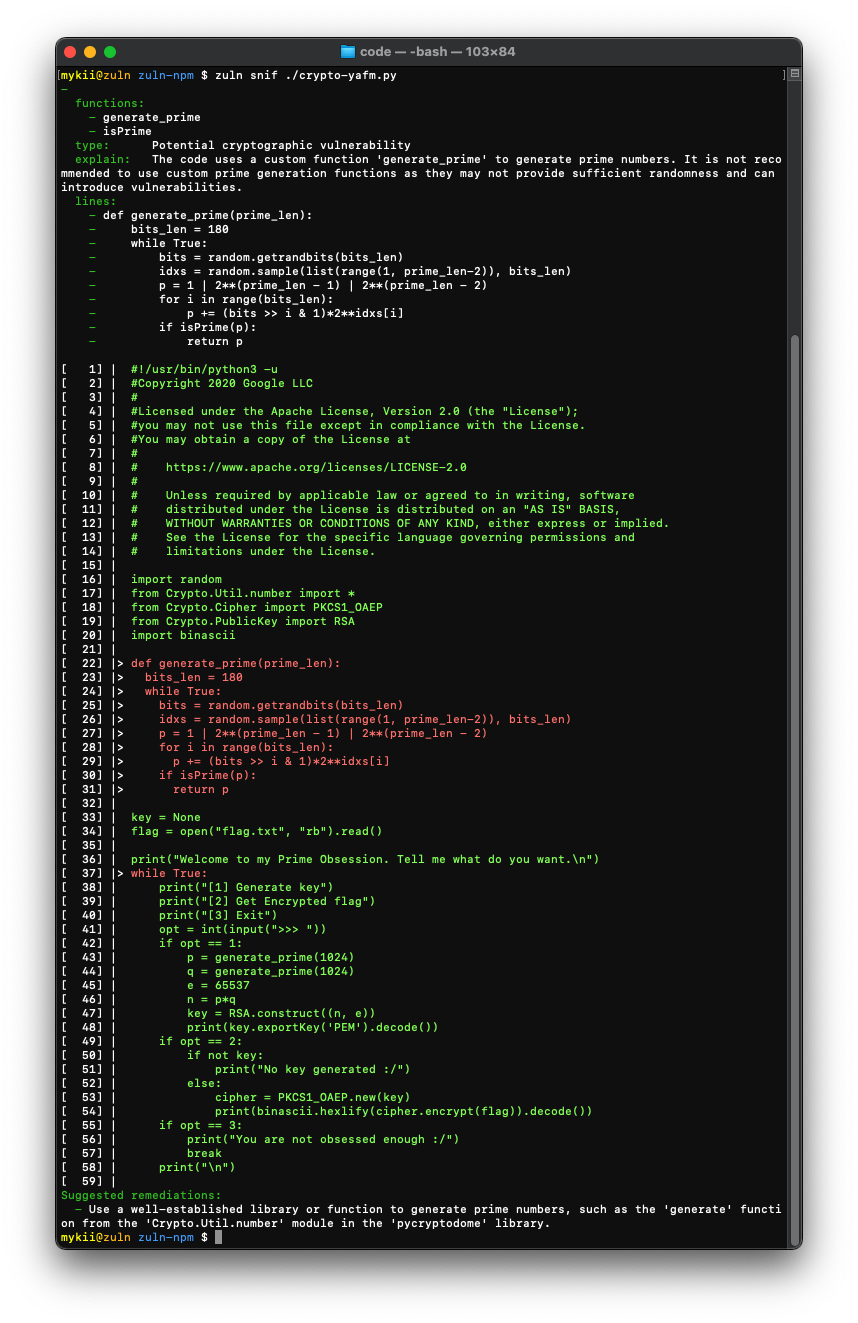 code — -bash — 103×84
[mykii@zuln zuln-npm $ zuln snif ./crypto-yafm.py ]
-
  functions:
    - generate_prime
    - isPrime
  type:      Potential cryptographic vulnerability
  explain:   The code uses a custom function 'generate_prime' to generate prime numbers. It is not reco
mmended to use custom prime generation functions as they may not provide sufficient randomness and can
introduce vulnerabilities.
  lines:
    - def generate_prime(prime_len):
    -     bits_len = 180
    -     while True:
    -         bits = random.getrandbits(bits_len)
    -         idxs = random.sample(list(range(1, prime_len-2)), bits_len)
    -         p = 1 | 2**(prime_len - 1) | 2**(prime_len - 2)
    -         for i in range(bits_len):
    -             p += (bits >> i & 1)*2**idxs[i]
    -         if isPrime(p):
    -             return p
[   1] |  #!/usr/bin/python3 -u
[   2] |  #Copyright 2020 Google LLC
[   3] |  #
[   4] |  #Licensed under the Apache License, Version 2.0 (the "License");
[   5] |  #you may not use this file except in compliance with the License.
[   6] |  #You may obtain a copy of the License at
[   7] |  #
[   8] |  #    https://www.apache.org/licenses/LICENSE-2.0
[   9] |  #
[  10] |  #    Unless required by applicable law or agreed to in writing, software
[  11] |  #    distributed under the License is distributed on an "AS IS" BASIS,
[  12] |  #    WITHOUT WARRANTIES OR CONDITIONS OF ANY KIND, either express or implied.
[  13] |  #    See the License for the specific language governing permissions and
[  14] |  #    limitations under the License.
[  15] |
[  16] |  import random
[  17] |  from Crypto.Util.number import *
[  18] |  from Crypto.Cipher import PKCS1_OAEP
[  19] |  from Crypto.PublicKey import RSA
[  20] |  import binascii
[  21] |
[  22] |> def generate_prime(prime_len):
[  23] |>   bits_len = 180
[  24] |>   while True:
[  25] |>     bits = random.getrandbits(bits_len)
[  26] |>     idxs = random.sample(list(range(1, prime_len-2)), bits_len)
[  27] |>     p = 1 | 2**(prime_len - 1) | 2**(prime_len - 2)
[  28] |>     for i in range(bits_len):
[  29] |>       p += (bits >> i & 1)*2**idxs[i]
[  30] |>     if isPrime(p):
[  31] |>       return p
[  32] |
[  33] |  key = None
[  34] |  flag = open("flag.txt", "rb").read()
[  35] |
[  36] |  print("Welcome to my Prime Obsession. Tell me what do you want.\n")
[  37] |> while True:
[  38] |      print("[1] Generate key")
[  39] |      print("[2] Get Encrypted flag")
[  40] |      print("[3] Exit")
[  41] |      opt = int(input(">>> "))
[  42] |      if opt == 1:
[  43] |          p = generate_prime(1024)
[  44] |          q = generate_prime(1024)
[  45] |          e = 65537
[  46] |          n = p*q
[  47] |          key = RSA.construct((n, e))
[  48] |          print(key.exportKey('PEM').decode())
[  49] |      if opt == 2:
[  50] |          if not key:
[  51] |              print("No key generated :/")
[  52] |          else:
[  53] |              cipher = PKCS1_OAEP.new(key)
[  54] |              print(binascii.hexlify(cipher.encrypt(flag)).decode())
[  55] |      if opt == 3:
[  56] |          print("You are not obsessed enough :/")
[  57] |          break
[  58] |      print("\n")
[  59] |
Suggested remediations:
  - Use a well-established library or function to generate prime numbers, such as the 'generate' functi
on from the 'Crypto.Util.number' module in the 'pycryptodome' library.
mykii@zuln zuln-npm $